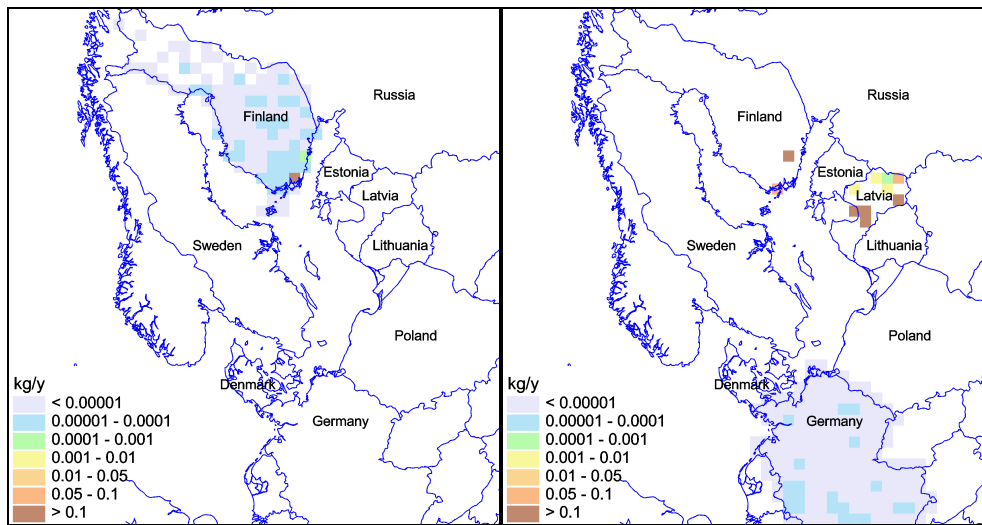 Russia
Finland
Estonia
Latvia
Sweden
Lithuania
Poland
Denmark
Germany
kg/y
< 0.00001
0.00001 - 0.0001
0.0001 - 0.001
0.001 - 0.01
0.01 - 0.05
0.05 - 0.1
> 0.1
Russia
Finland
Estonia
Latvia
Sweden
Lithuania
Poland
Denmark
Germany
kg/y
< 0.00001
0.00001 - 0.0001
0.0001 - 0.001
0.001 - 0.01
0.01 - 0.05
0.05 - 0.1
> 0.1